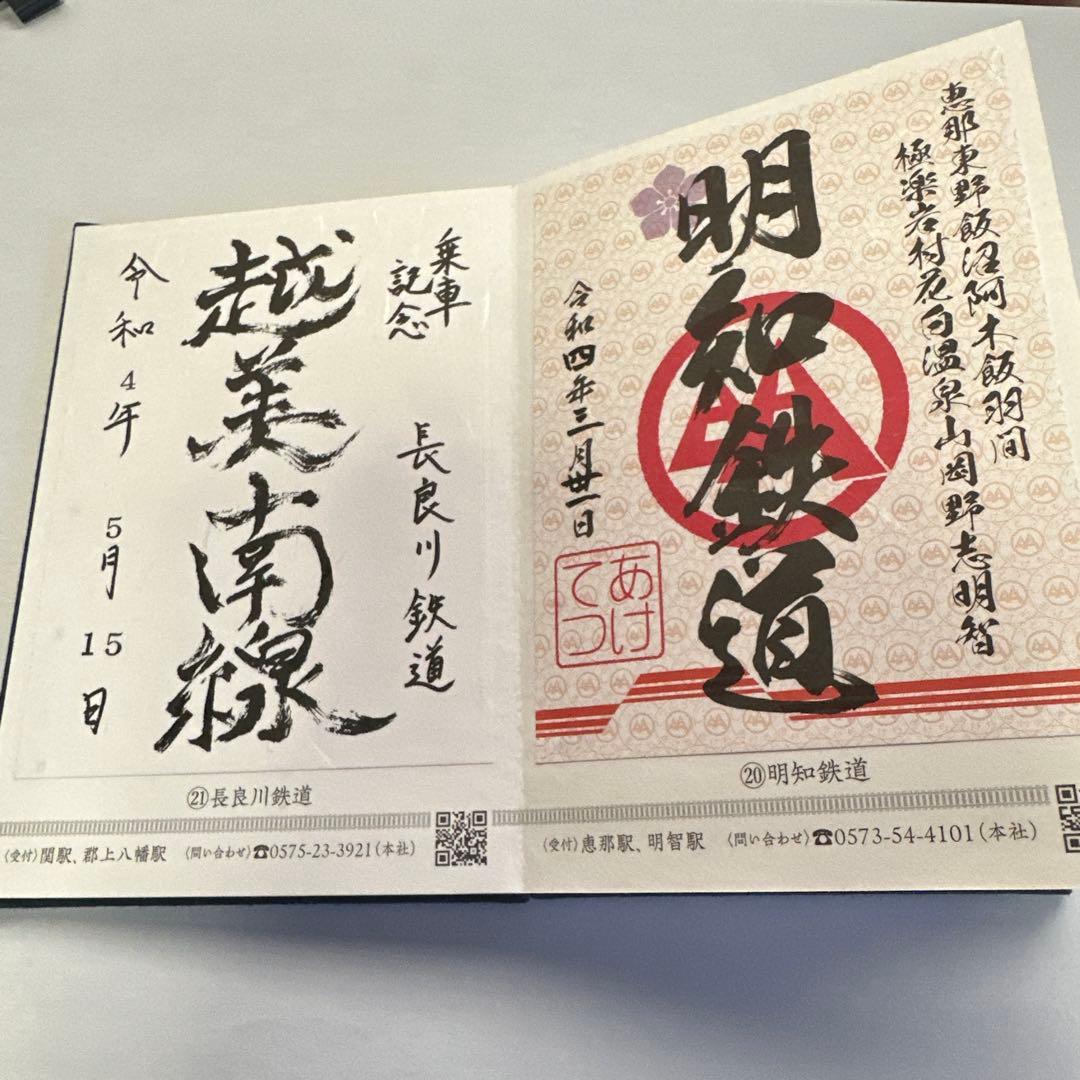 恵那東野飯沼阿木飯羽間
極楽岩村花白温泉山岡野志明智
明知鉄道
令和四年三月卅一日
あけ
てつ
⑳明知鉄道
〈受付〉恵那駅、明智駅 〈問い合わせ〉☎0573-54-4101(本社)
乗車
記念
長良川鉄道
越美南線
令和4年 5月 15日
㉑長良川鉄道
〈受付〉関駅、郡上八幡駅 〈問い合わせ〉☎0575-23-3921(本社)